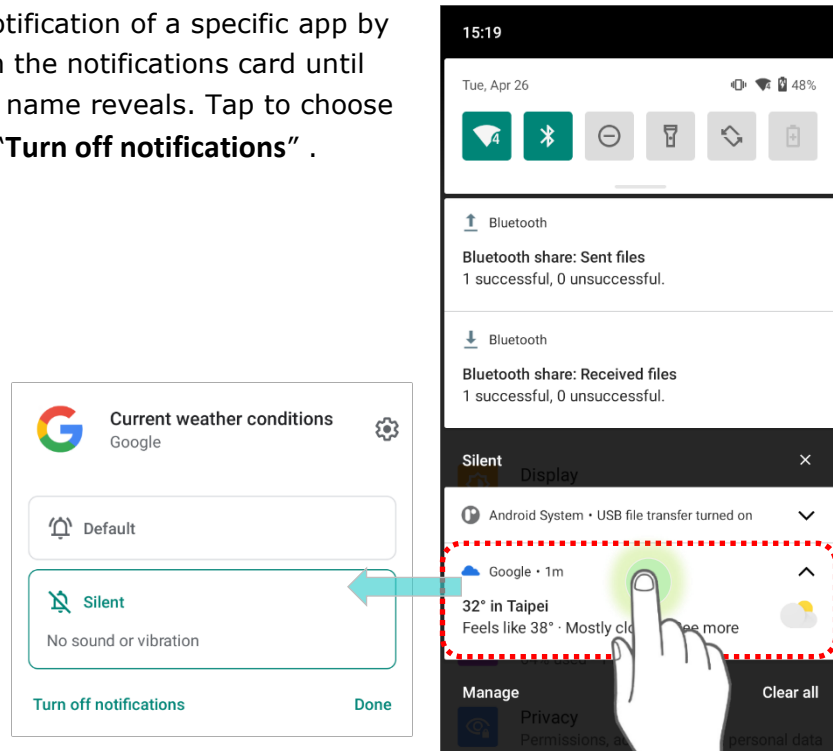 otification of a specific app by
n the notifications card until
name reveals. Tap to choose
"Turn off notifications" .
15:19
Tue, Apr 26
48%
4
Bluetooth
Bluetooth share: Sent files
1 successful, 0 unsuccessful.
Bluetooth
Bluetooth share: Received files
1 successful, 0 unsuccessful.
Silent
Display
Android System • USB file transfer turned on
Google • 1m
32° in Taipei
Feels like 38° · Mostly more
Manage
Clear all
Privacy
Permissions, personal data
Current weather conditions
Google
Default
Silent
No sound or vibration
Turn off notifications
Done